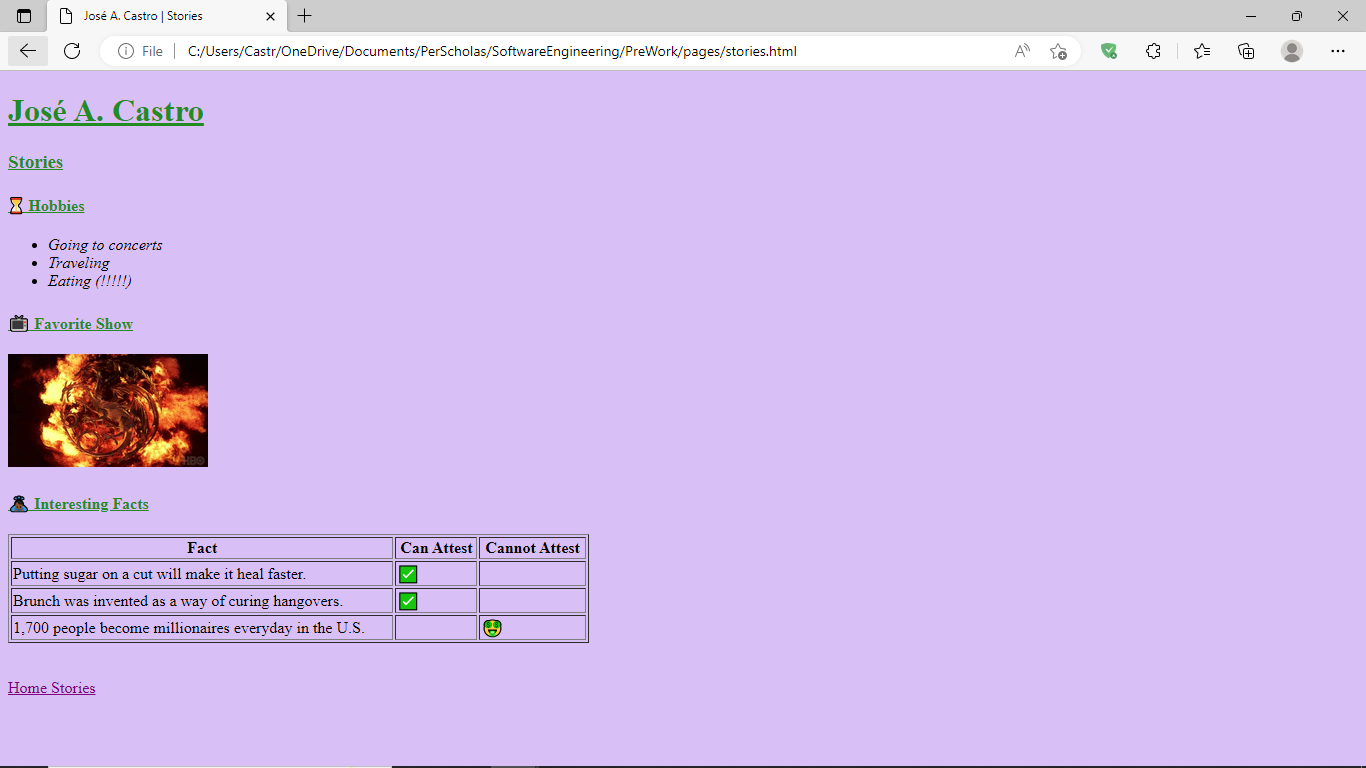 José A. Castro | Stories
File
C:/Users/Castr/OneDrive/Documents/PerScholas/SoftwareEngineering/PreWork/pages/stories.html
José A. Castro
Stories
⌛ Hobbies
Going to concerts
Traveling
Eating (!!!!!)
📺 Favorite Show
HBO
Interesting Facts
Fact Can Attest Cannot Attest
Putting sugar on a cut will make it heal faster. ✅
Brunch was invented as a way of curing hangovers. ✅
1,700 people become millionaires everyday in the U.S. 🤑
Home Stories